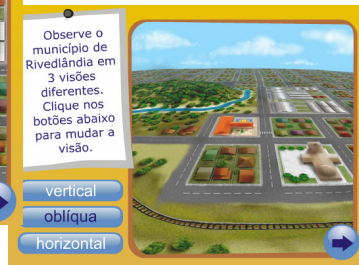 Observe o
município de
Rivedlândia em
3 visões
diferentes.
Clique nos
botões abaixo
para mudar a
visão.
vertical
oblíqua
horizontal